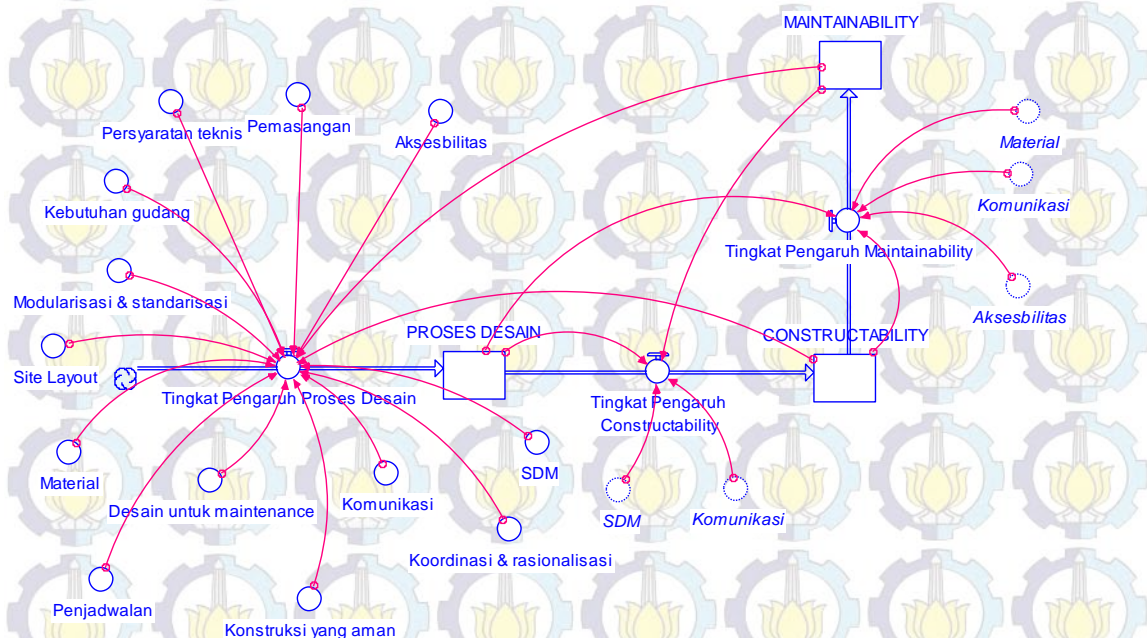 MAINTAINABILITY
Persyaratan teknis
Pemasangan
Aksesbilitas
Material
Kebutuhan gudang
Komunikasi
Tingkat Pengaruh Maintainability
Modularisasi & standarisasi
Aksesbilitas
PROSES DESAIN
CONSTRUCTABILITY
Site Layout
Tingkat Pengaruh Proses Desain
Tingkat Pengaruh
Constructability
Material
Desain untuk maintenance
Komunikasi
SDM
SDM
Komunikasi
Koordinasi & rasionalisasi
Penjadwalan
Konstruksi yang aman